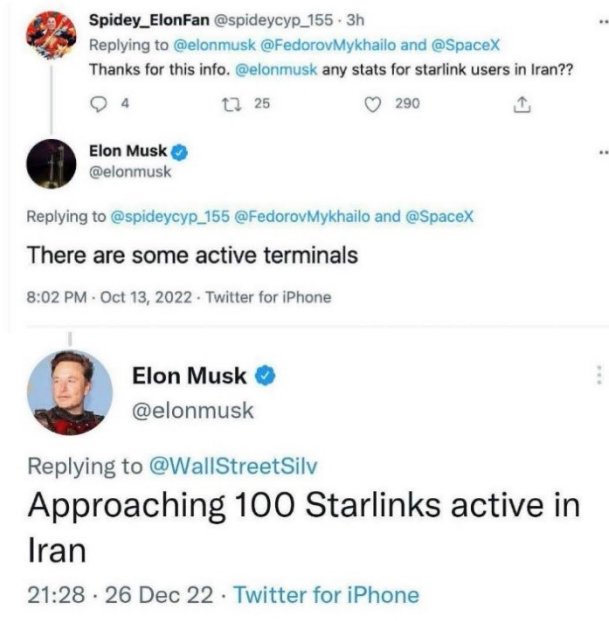 Spidey_ElonFan @spideycyp_155 · 3h
Replying to @elonmusk @FedorovMykhailo and @SpaceX
Thanks for this info. @elonmusk any stats for starlink users in Iran??
4 25 290
Elon Musk
@elonmusk
Replying to @spideycyp_155 @FedorovMykhailo and @SpaceX
There are some active terminals
8:02 PM · Oct 13, 2022 · Twitter for iPhone
Elon Musk
@elonmusk
Replying to @WallStreetSilv
Approaching 100 Starlinks active in
Iran
21:28 · 26 Dec 22 · Twitter for iPhone